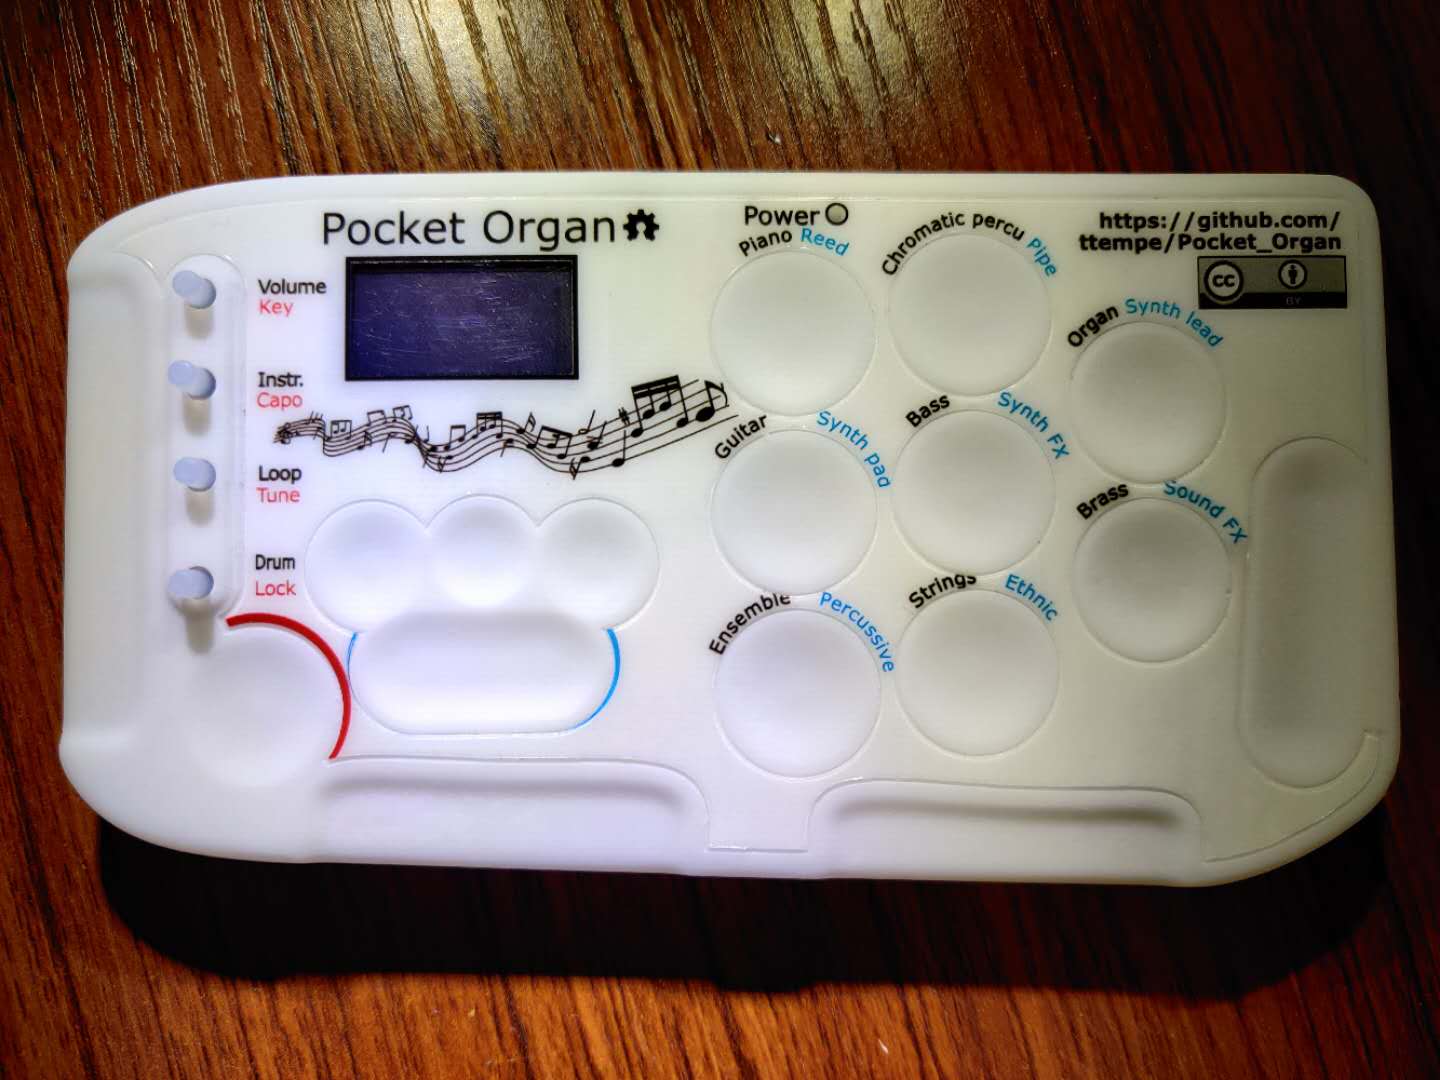 Pocket Organ
Volume
Key
Instr.
Capo
Loop
Tune
Drum
Lock
Power
Piano Reed
Chromatic percu Pipe
Organ Synth lead
Guitar Synth pad
Bass Synth FX
Brass Sound FX
Ensemble Percussive
Strings Ethnic
https://github.com/
ttempe/Pocket_Organ
cc
BY